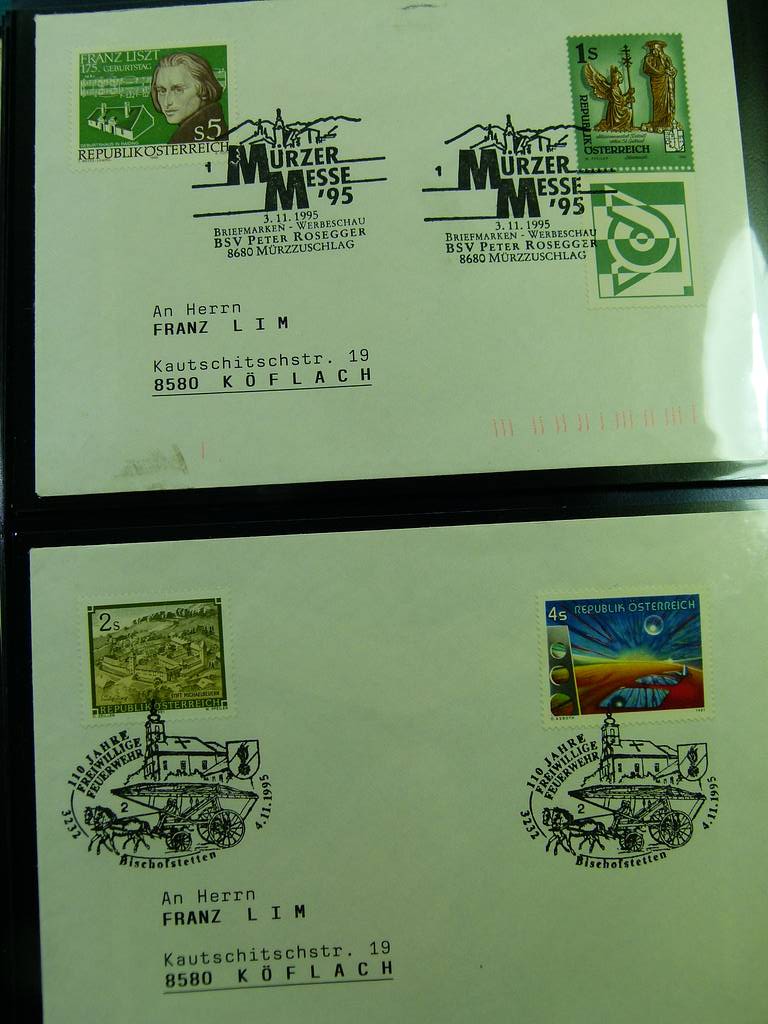 FRANZ LISZT
175. GEBURTSTAG
GEBURTSHAUS IN RAIDING
S5
REPUBLIK ÖSTERREICH
1s
REPUBLIK
ÖSTERREICH
1
MÜRZER
MESSE
'95
3.11.1995
BRIEFMARKEN - WERBESCHAU
BSV PETER ROSEGGER
8680 MÜRZZUSCHLAG
1
MÜRZER
MESSE
'95
3.11.1995
BRIEFMARKEN - WERBESCHAU
BSV PETER ROSEGGER
8680 MÜRZZUSCHLAG
An Herrn
FRANZ L I M
Kautschitschstr. 19
8580 K Ö F L A C H
2s
STIFT MICHAELBEUERN
REPUBLIK ÖSTERREICH
4s
REPUBLIK ÖSTERREICH
110 JAHRE
FREIWILLIGE
FEUERWEHR
2
3232
Bischofstetten
4.11.1995
110 JAHRE
FREIWILLIGE
FEUERWEHR
2
3232
Bischofstetten
4.11.1995
An Herrn
FRANZ L I M
Kautschitschstr. 19
8580 K Ö F L A C H